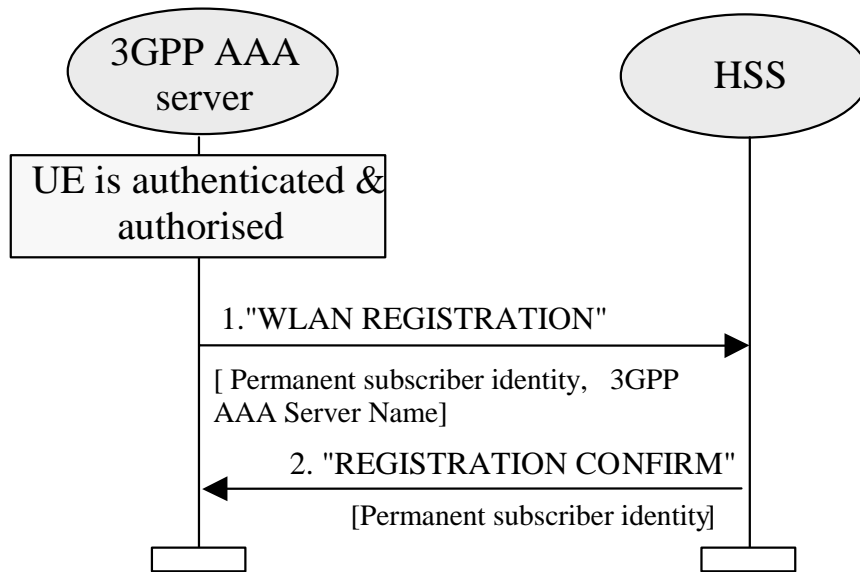 3GPP AAA
server
HSS
UE is authenticated &
authorised
1."WLAN REGISTRATION"
[ Permanent subscriber identity, 3GPP
AAA Server Name]
2. "REGISTRATION CONFIRM"
[Permanent subscriber identity]